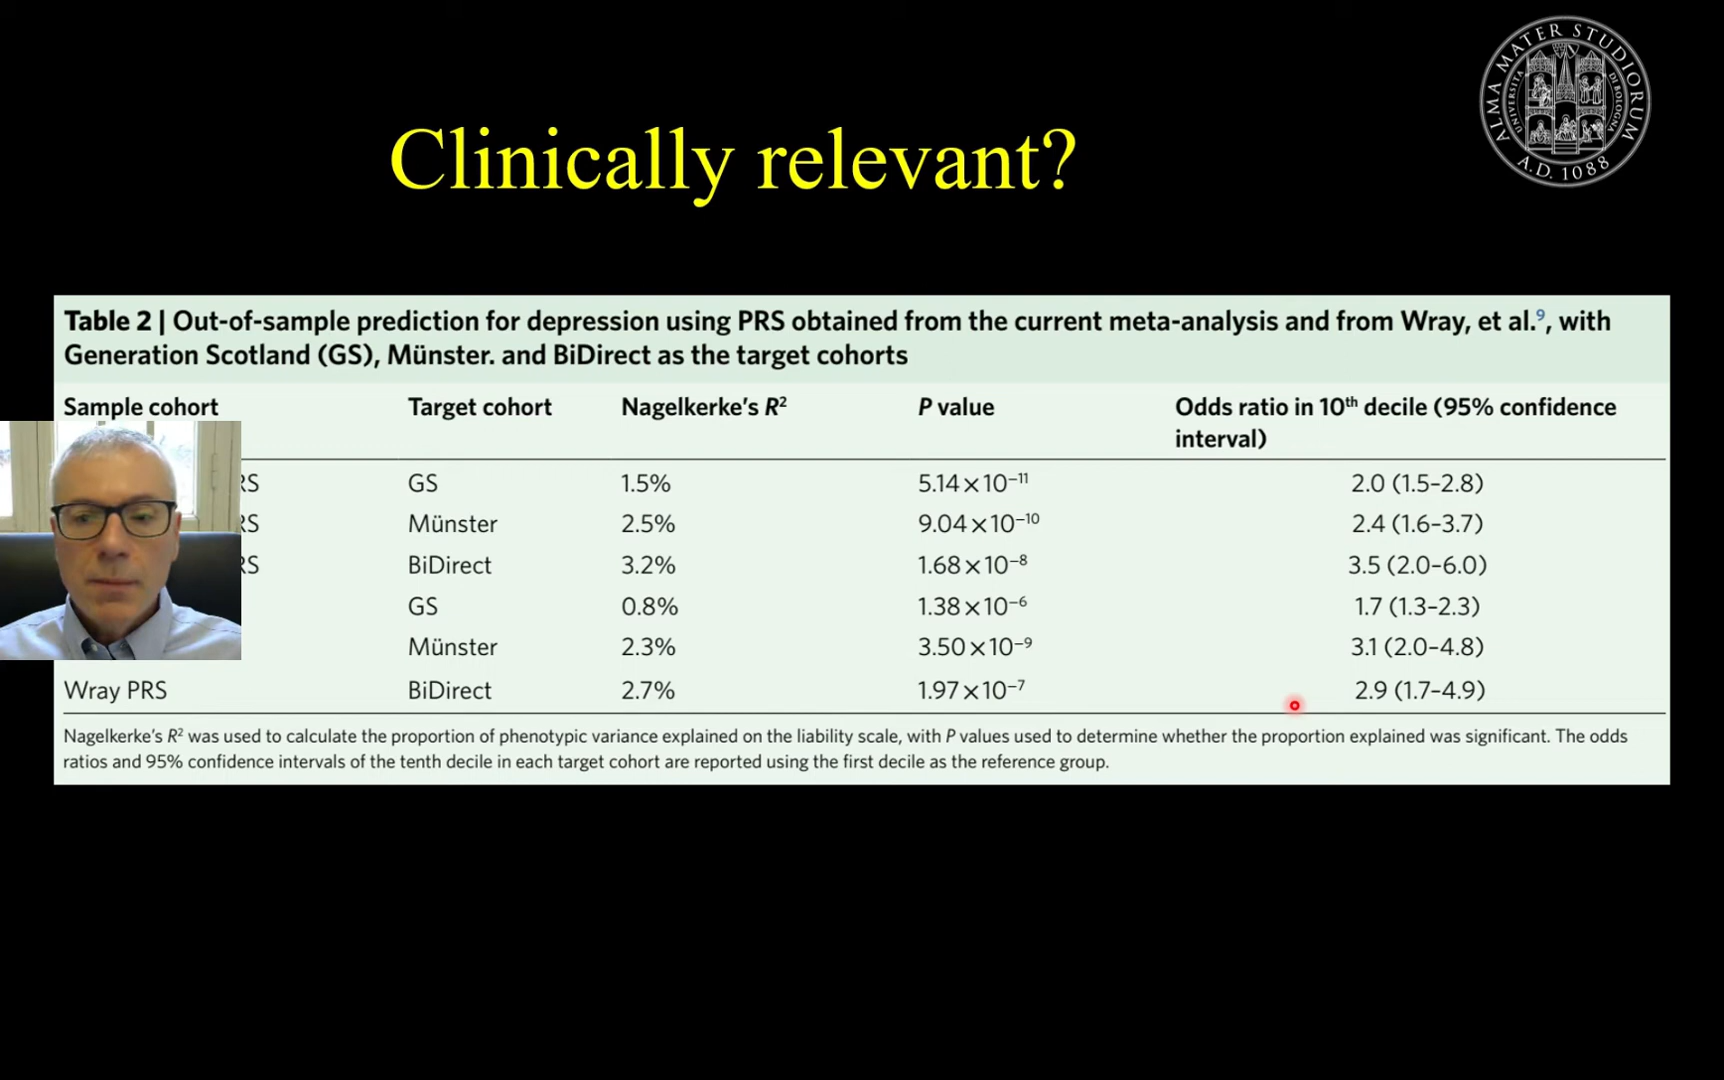 ALMA MATER STUDIORUM
UNIVERSITÀ DI BOLOGNA
A.D. 1088
Clinically relevant?
Table 2 | Out-of-sample prediction for depression using PRS obtained from the current meta-analysis and from Wray, et al.⁹, with
Generation Scotland (GS), Münster. and BiDirect as the target cohorts
Sample cohort Target cohort Nagelkerke's R² P value Odds ratio in 10th decile (95% confidence
interval)
RS GS 1.5% 5.14×10⁻¹¹ 2.0 (1.5–2.8)
RS Münster 2.5% 9.04×10⁻¹⁰ 2.4 (1.6–3.7)
RS BiDirect 3.2% 1.68×10⁻⁸ 3.5 (2.0–6.0)
GS 0.8% 1.38×10⁻⁶ 1.7 (1.3–2.3)
Münster 2.3% 3.50×10⁻⁹ 3.1 (2.0–4.8)
Wray PRS BiDirect 2.7% 1.97×10⁻⁷ 2.9 (1.7–4.9)
Nagelkerke's R² was used to calculate the proportion of phenotypic variance explained on the liability scale, with P values used to determine whether the proportion explained was significant. The odds
ratios and 95% confidence intervals of the tenth decile in each target cohort are reported using the first decile as the reference group.